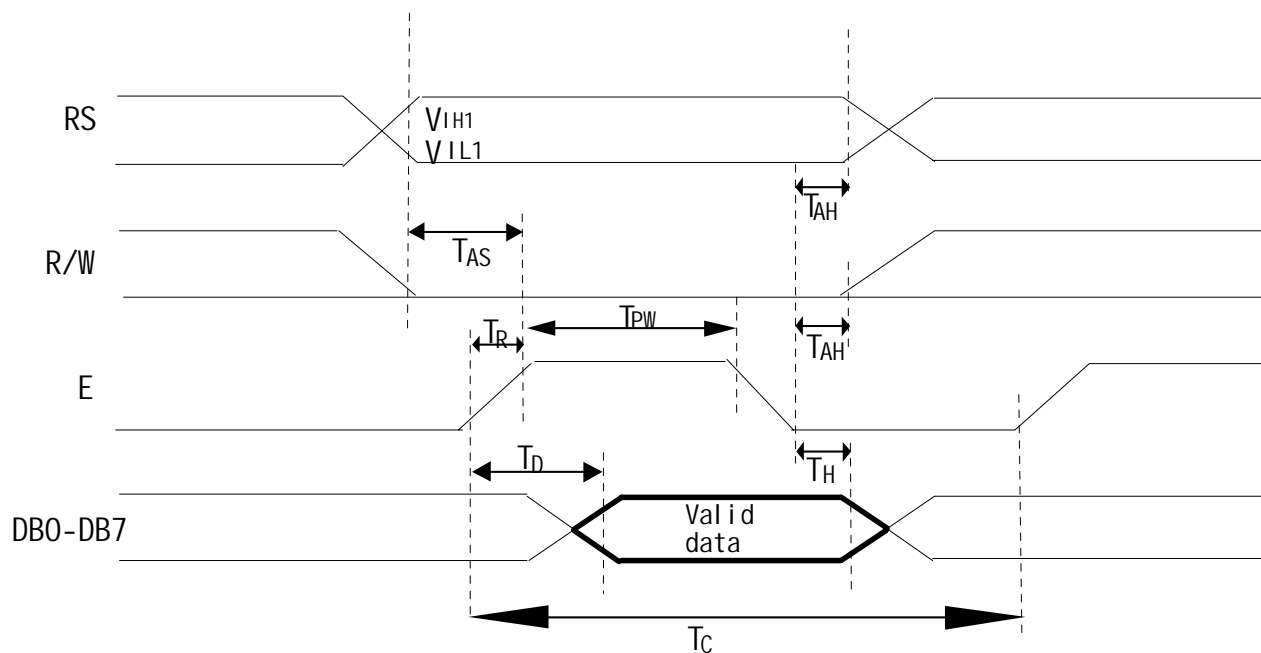 RS
VIH1
VIL1
TAH
TAS
R/W
TPW
TR
TAH
E
TD
TH
DB0-DB7
Valid
data
TC